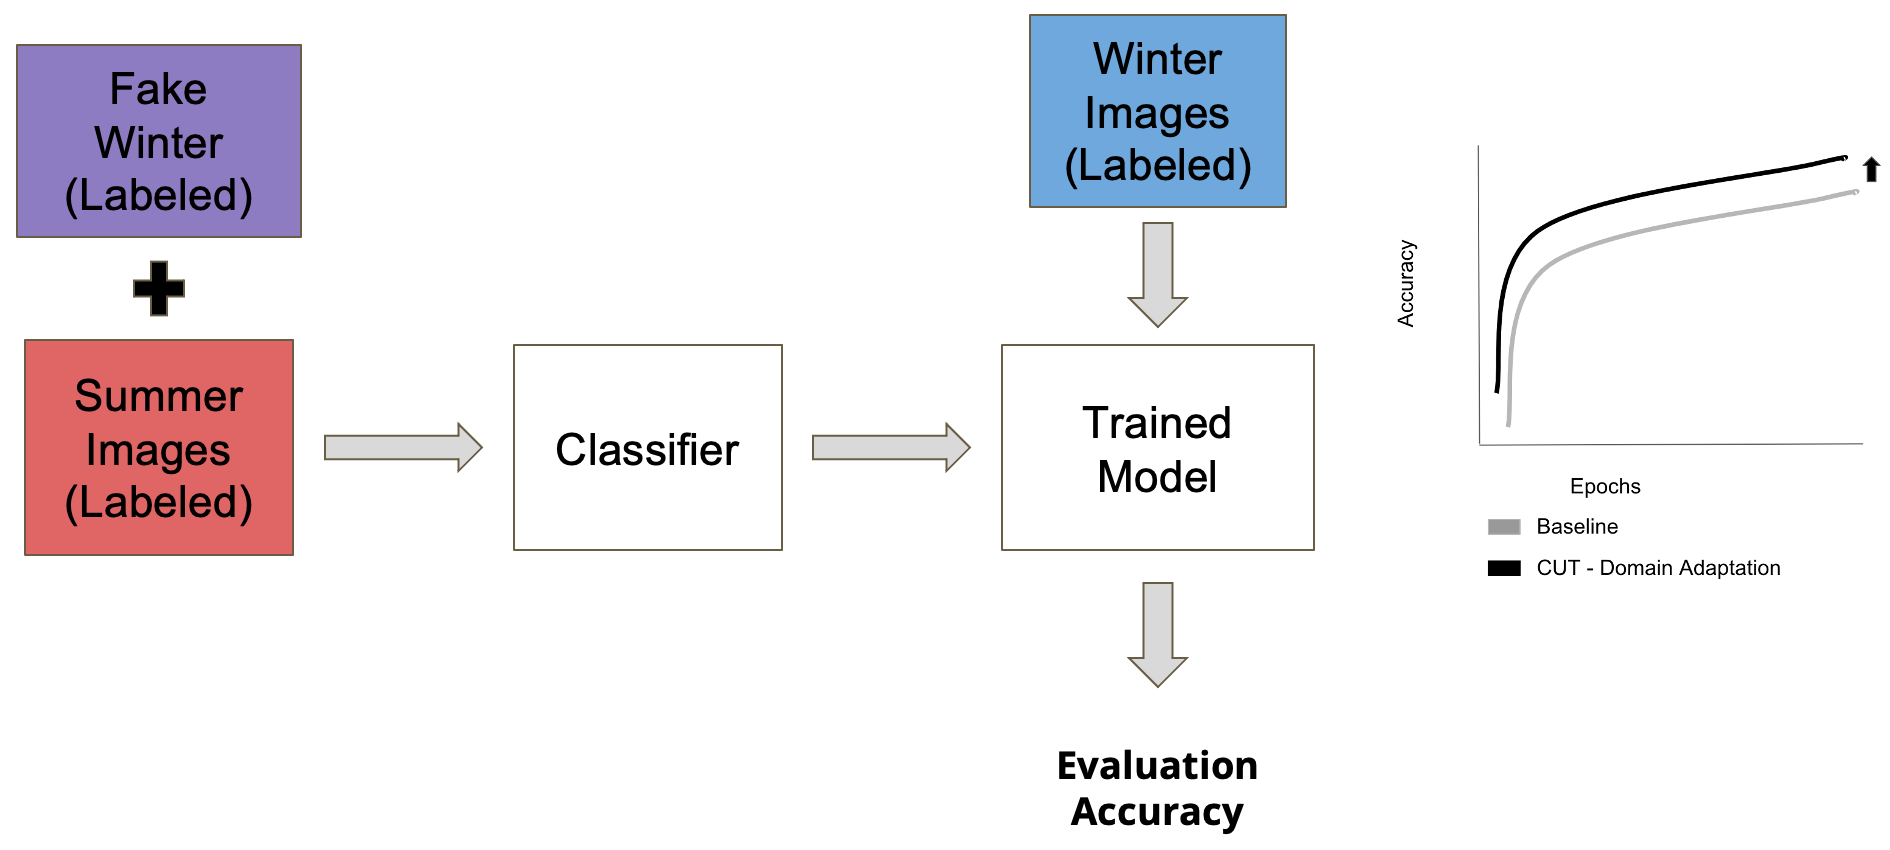 Fake
Winter
(Labeled)
Summer
Images
(Labeled)
Classifier
Winter
Images
(Labeled)
Trained
Model
Evaluation
Accuracy
Accuracy
Epochs
Baseline
CUT - Domain Adaptation